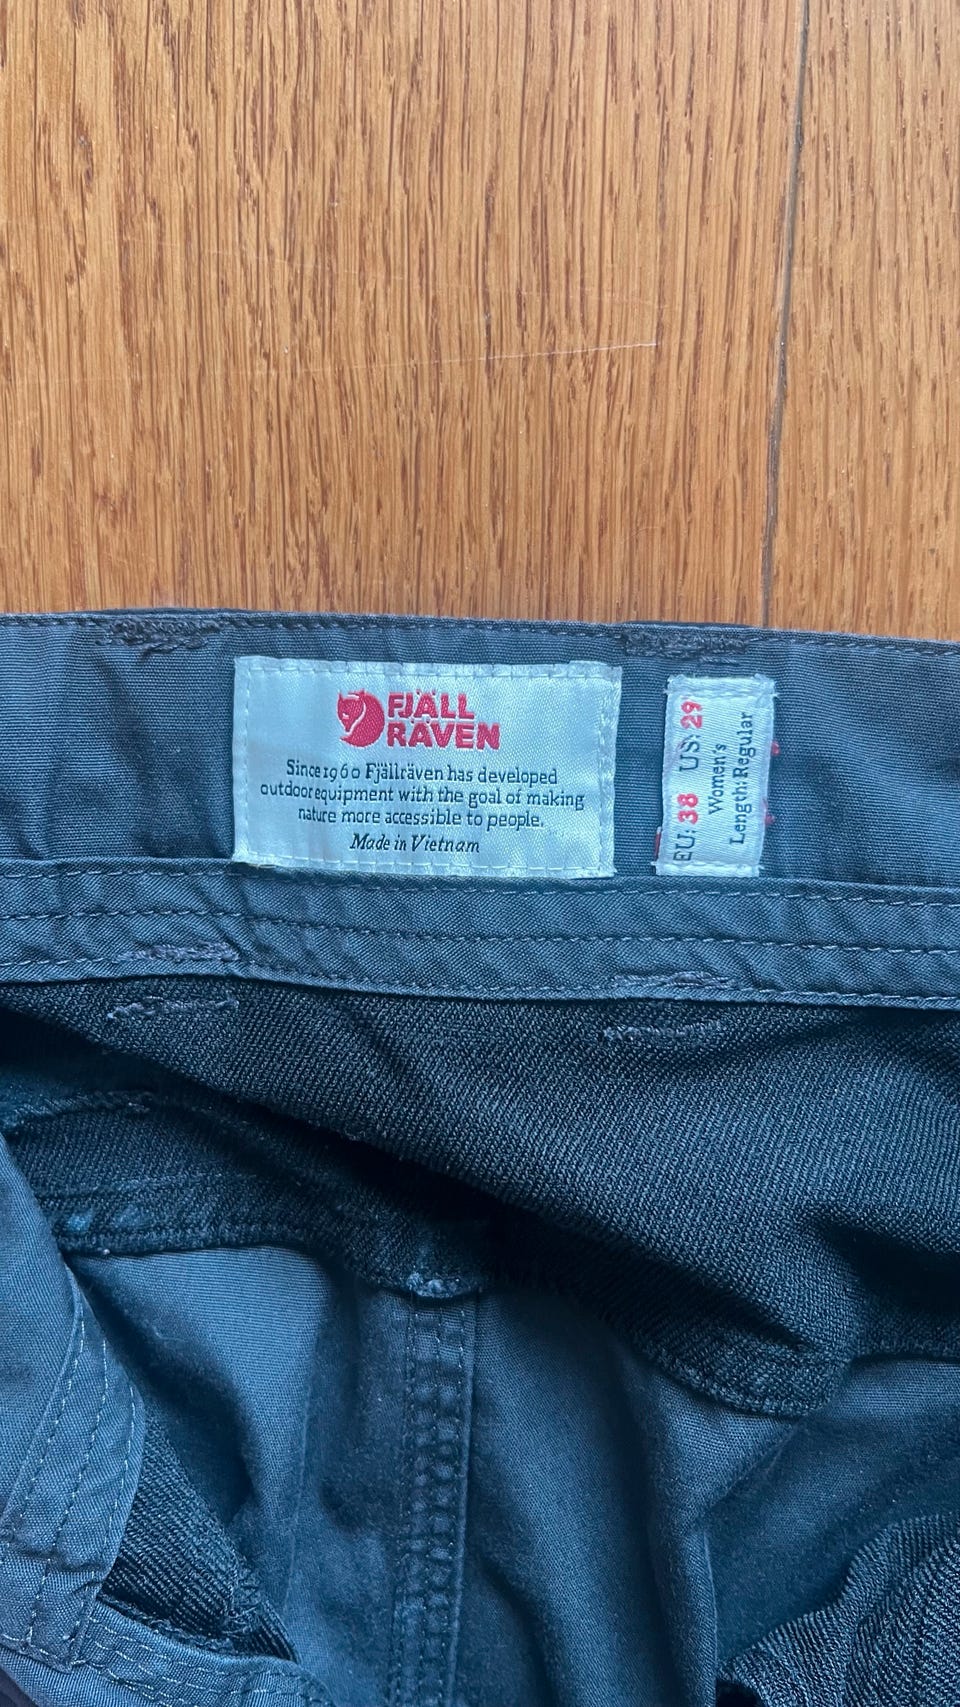 FJÄLL
RÄVEN
Since 1960 Fjällräven has developed
outdoor equipment with the goal of making
nature more accessible to people.
Made in Vietnam
EU: 38 US: 29
Women's
Length: Regular